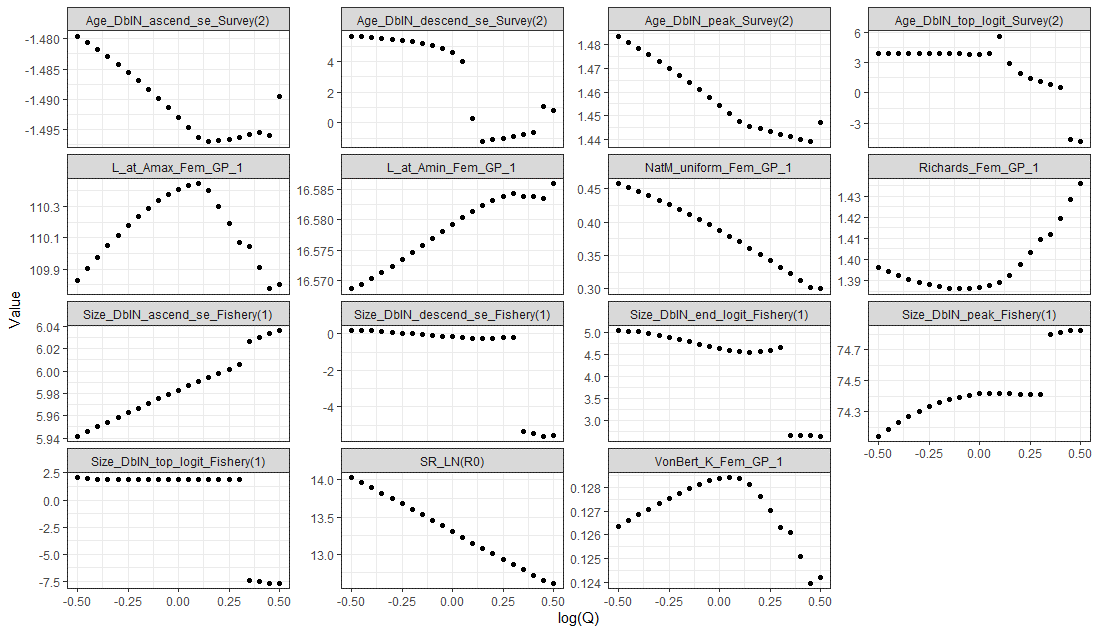 Age_DblN_ascend_se_Survey(2)
Age_DblN_descend_se_Survey(2)
Age_DblN_peak_Survey(2)
Age_DblN_top_logit_Survey(2)
-1.480
-1.485
-1.490
-1.495
4
2
0
1.48
1.47
1.46
1.45
1.44
6
3
0
-3
L_at_Amax_Fem_GP_1
L_at_Amin_Fem_GP_1
NatM_uniform_Fem_GP_1
Richards_Fem_GP_1
110.3
110.1
109.9
16.585
16.580
16.575
16.570
0.45
0.40
0.35
0.30
1.43
1.42
1.41
1.40
1.39
Value
Size_DblN_ascend_se_Fishery(1)
Size_DblN_descend_se_Fishery(1)
Size_DblN_end_logit_Fishery(1)
Size_DblN_peak_Fishery(1)
6.04
6.02
6.00
5.98
5.96
5.94
0
-2
-4
5.0
4.5
4.0
3.5
3.0
74.7
74.5
74.3
-0.50 -0.25 0.00 0.25 0.50
Size_DblN_top_logit_Fishery(1)
SR_LN(R0)
VonBert_K_Fem_GP_1
2.5
0.0
-2.5
-5.0
-7.5
14.0
13.5
13.0
0.128
0.127
0.126
0.125
0.124
-0.50 -0.25 0.00 0.25 0.50
-0.50 -0.25 0.00 0.25 0.50
-0.50 -0.25 0.00 0.25 0.50
log(Q)